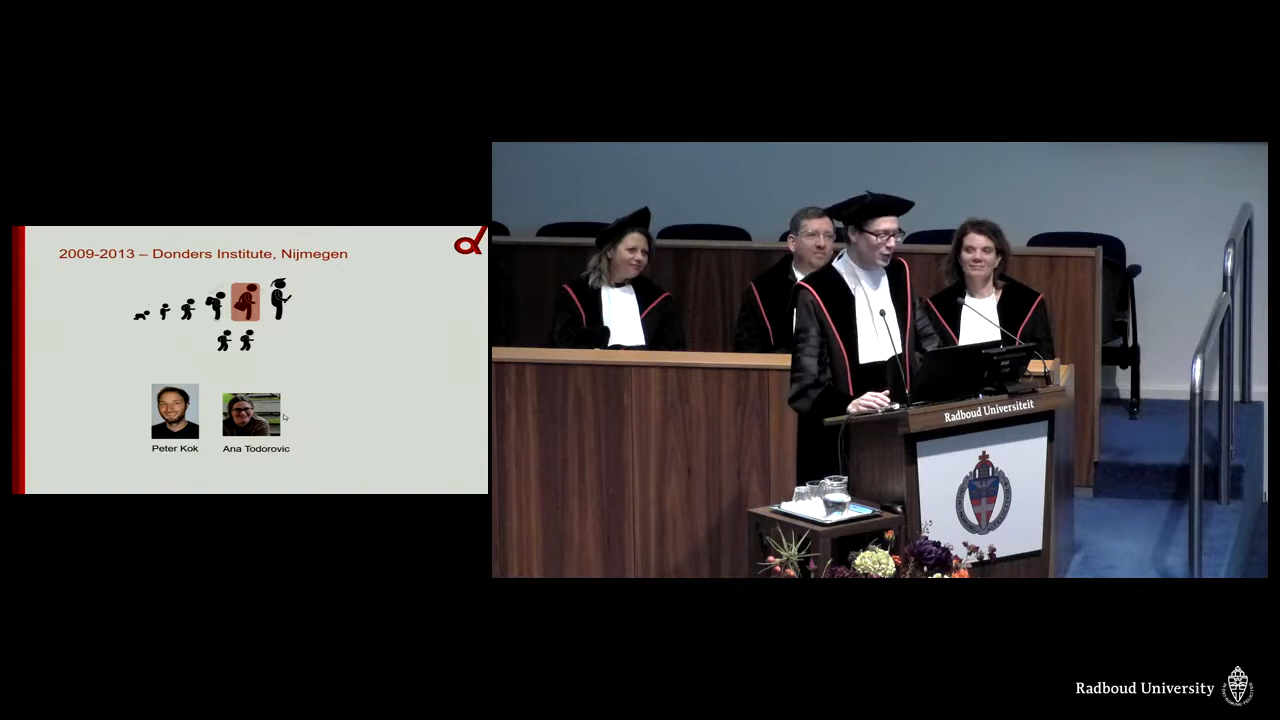 2009-2013 – Donders Institute, Nijmegen
Peter Kok
Ana Todorovic
Radboud Universiteit
Radboud University